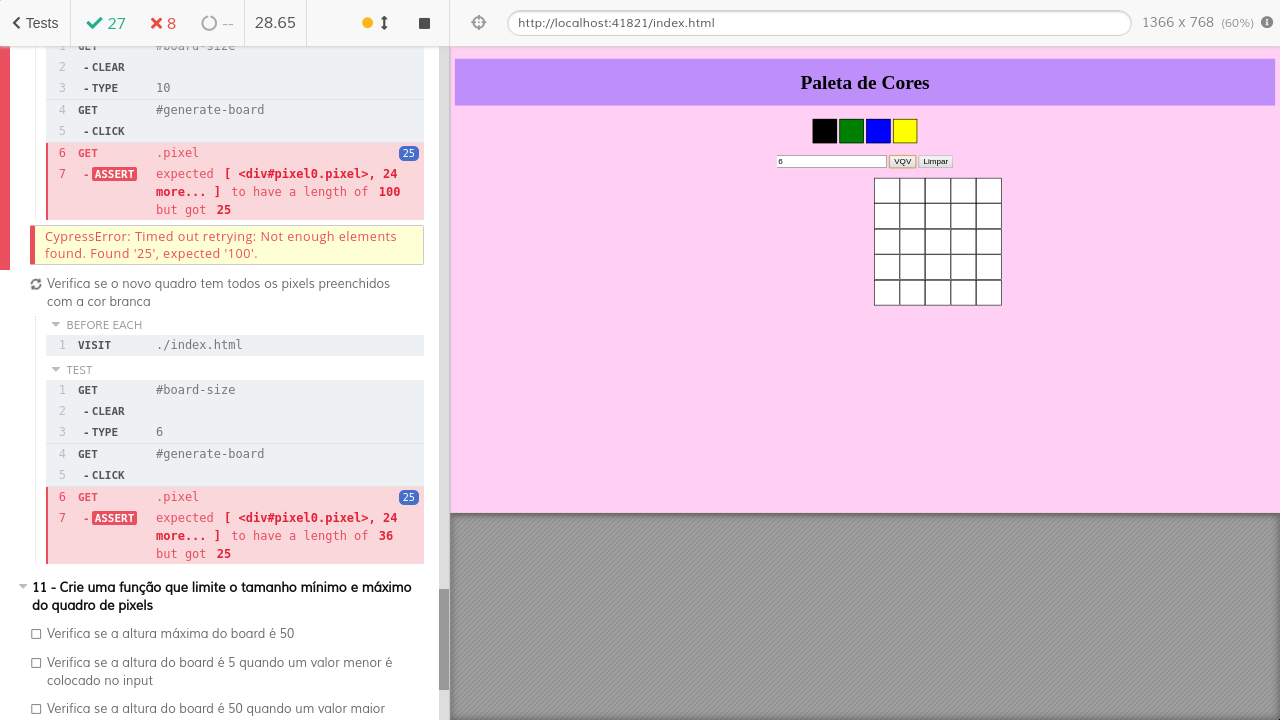 Tests 27 8 -- 28.65 http://localhost:41821/index.html 1366 x 768 (60%)
1 GET #board-size
2 - CLEAR
3 - TYPE 10
4 GET #generate-board
5 - CLICK
6 GET .pixel 25
7 - ASSERT expected [ <div#pixel0.pixel>, 24
more... ] to have a length of 100
but got 25
CypressError: Timed out retrying: Not enough elements
found. Found '25', expected '100'.
Verifica se o novo quadro tem todos os pixels preenchidos
com a cor branca
BEFORE EACH
1 VISIT ./index.html
TEST
1 GET #board-size
2 - CLEAR
3 - TYPE 6
4 GET #generate-board
5 - CLICK
6 GET .pixel 25
7 - ASSERT expected [ <div#pixel0.pixel>, 24
more... ] to have a length of 36
but got 25
11 - Crie uma função que limite o tamanho mínimo e máximo
do quadro de pixels
Verifica se a altura máxima do board é 50
Verifica se a altura do board é 5 quando um valor menor é
colocado no input
Verifica se a altura do board é 50 quando um valor maior
Paleta de Cores
6 VQV Limpar